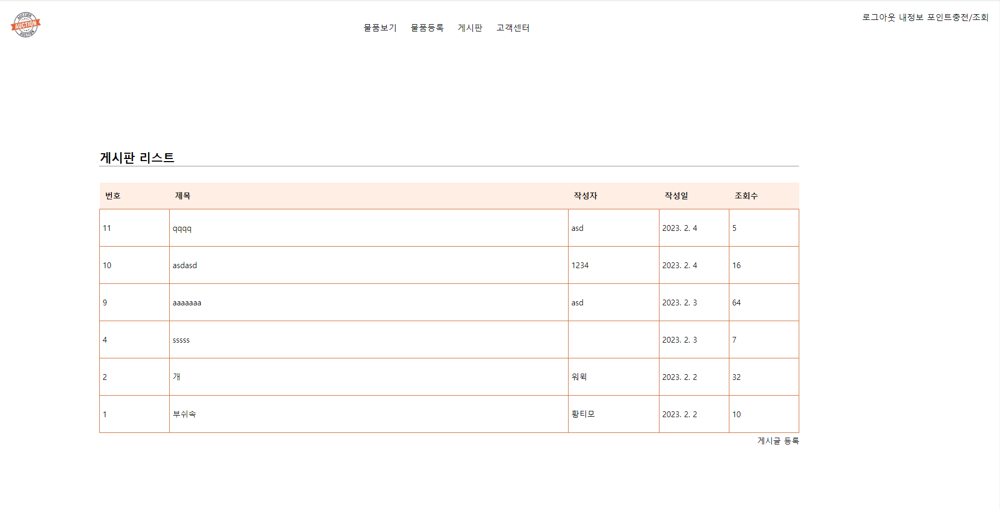 AUCTION
AUCTION
AUCTION
물품보기 물품등록 게시판 고객센터
로그아웃 내정보 포인트충전/조회
게시판 리스트
번호 제목 작성자 작성일 조회수
11 qqqq asd 2023. 2. 4 5
10 asdasd 1234 2023. 2. 4 16
9 aaaaaaa asd 2023. 2. 3 64
4 sssss 2023. 2. 3 7
2 개 워윅 2023. 2. 2 32
1 부쉬속 황티모 2023. 2. 2 10
게시글 등록